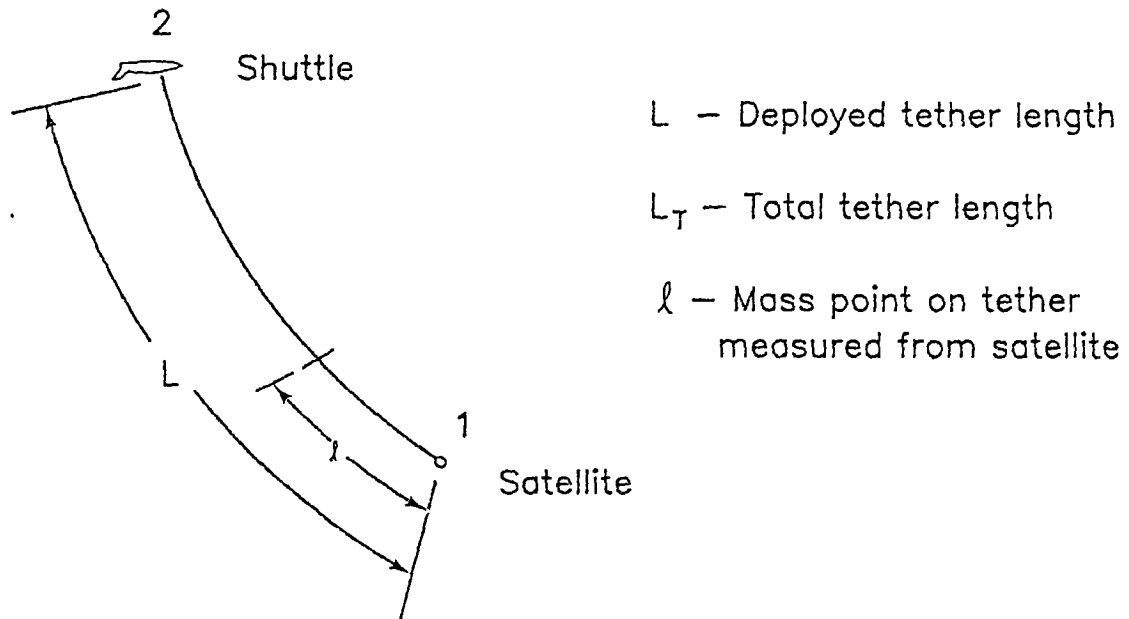 2
Shuttle
L – Deployed tether length
L_T – Total tether length
ℓ – Mass point on tether
measured from satellite
L
ℓ
1
Satellite